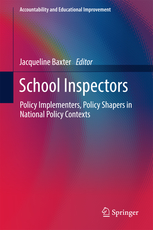 Accountability and Educational Improvement
Jacqueline Baxter Editor
School Inspectors
Policy Implementers, Policy Shapers in
National Policy Contexts
Springer